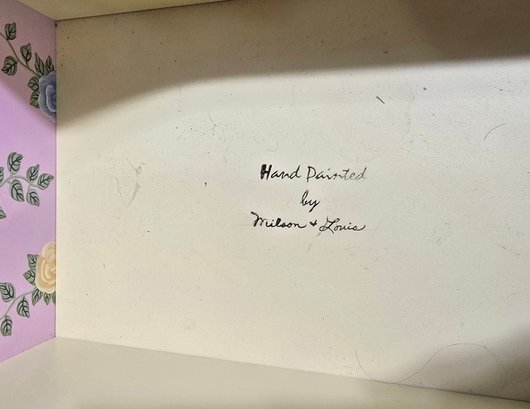 Hand Painted
by
Milson + Louis